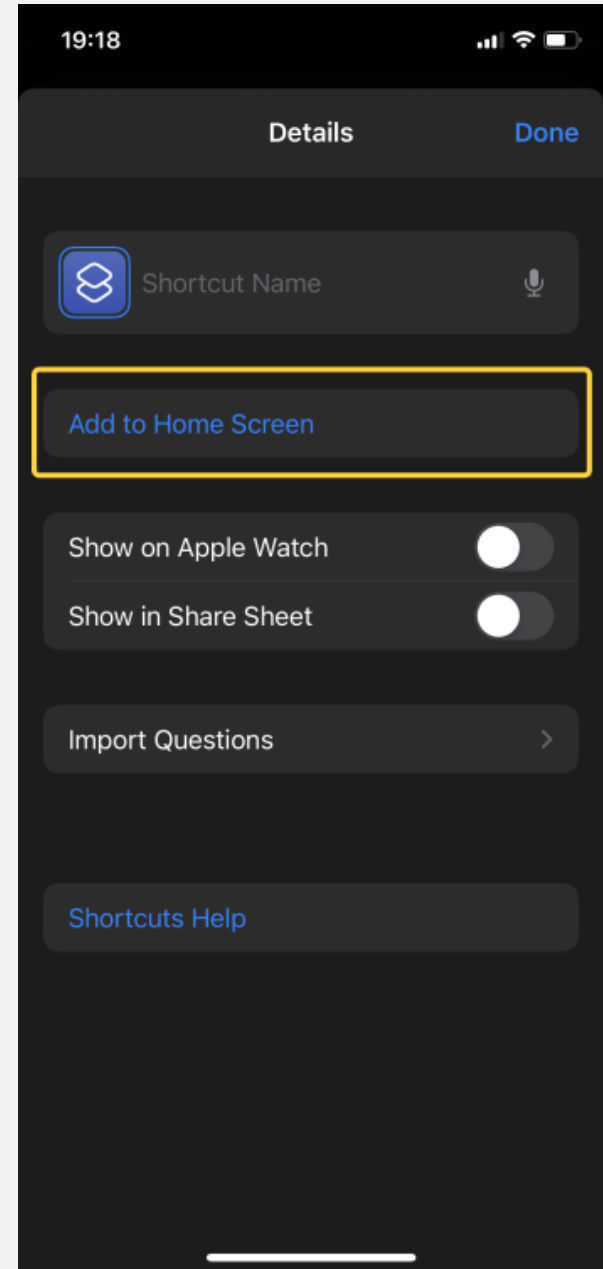 19:18
Details
Done
Shortcut Name
Add to Home Screen
Show on Apple Watch
Show in Share Sheet
Import Questions
Shortcuts Help